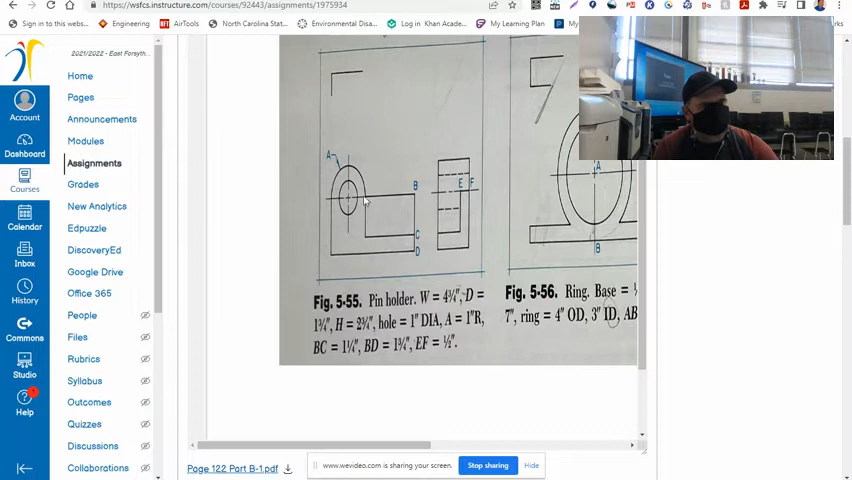 https://wsfcs.instructure.com/courses/92443/assignments/1975934
Sign in to webs...
Engineering
AirTools
North Carolina Stat...
Environmental Disa...
Log in Khan Acade...
My Learning Plan
My Drive
2021/2022 - East Forsyth...
Account
Dashboard
Courses
Calendar
Inbox
History
Commons
Studio
Help
Home
Pages
Announcements
Modules
Assignments
Grades
New Analytics
Edpuzzle
DiscoveryEd
Google Drive
Office 365
People
Files
Rubrics
Syllabus
Outcomes
Quizzes
Discussions
Collaborations
A
B
C
D
E F
A
B
Fig. 5-55. Pin holder. W = 4¾", D =
1¾", H = 2¾", hole = 1" DIA, A = 1"R,
BC = 1¼", BD = 1¾", EF = ½".
Fig. 5-56. Ring. Base =
7", ring = 4" OD, 3" ID, AB
Page 122 Part B-1.pdf
www.wevideo.com is sharing your screen.
Stop sharing
Hide